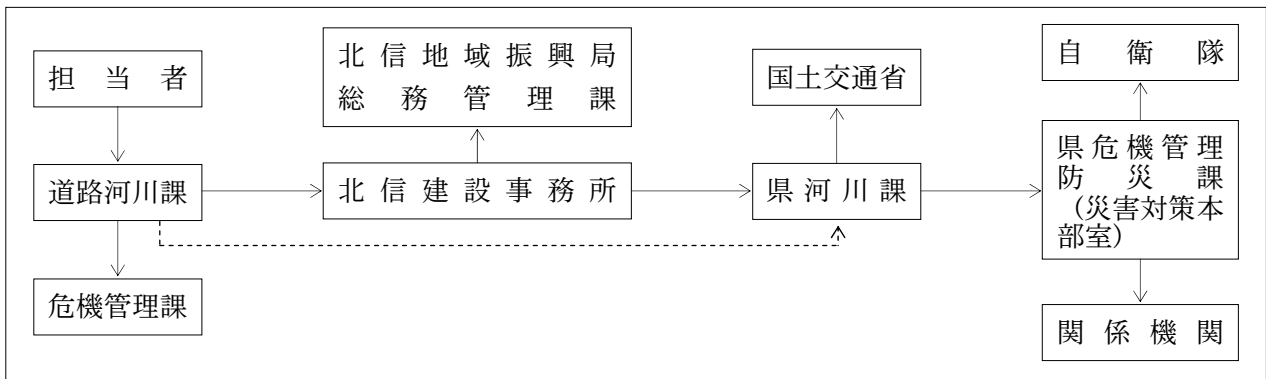 担当者
北信地域振興局
総務管理課
国土交通省
自衛隊
道路河川課
北信建設事務所
県河川課
県危機管理
防災課
(災害対策本
部室)
危機管理課
関係機関